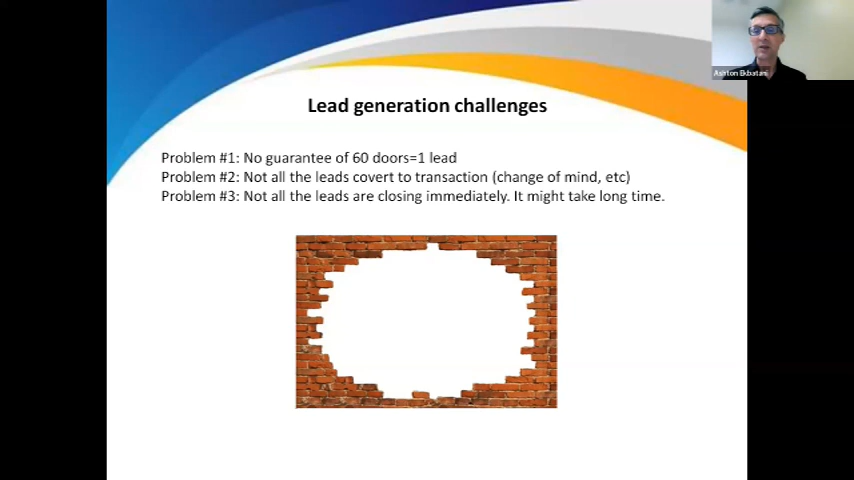 Ashton Ekbatani
Lead generation challenges
Problem #1: No guarantee of 60 doors=1 lead
Problem #2: Not all the leads covert to transaction (change of mind, etc)
Problem #3: Not all the leads are closing immediately. It might take long time.